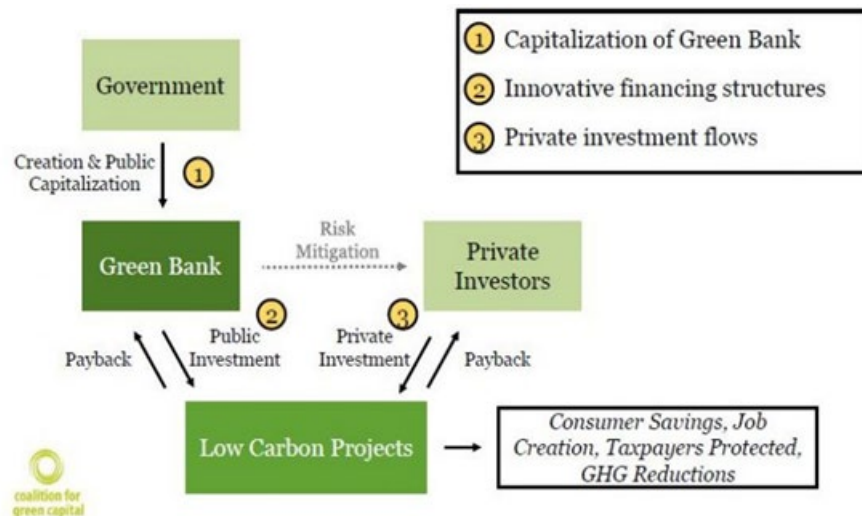 Government
1 Capitalization of Green Bank
2 Innovative financing structures
3 Private investment flows
Creation & Public
Capitalization
1
Green Bank
Risk
Mitigation
Private
Investors
2
3
Payback
Public
Investment
Private
Investment
Payback
Low Carbon Projects
Consumer Savings, Job
Creation, Taxpayers Protected,
GHG Reductions
coalition for
green capital